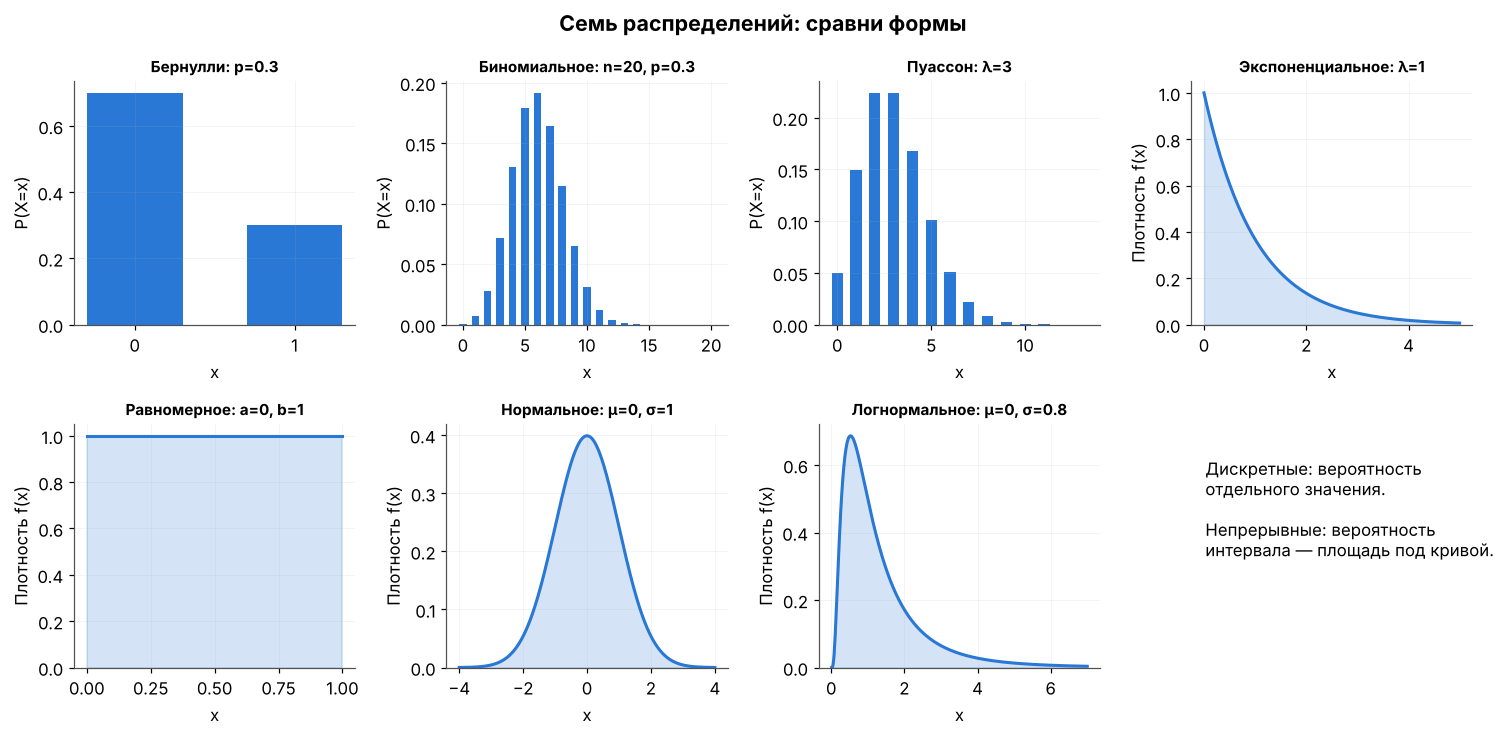 Семь распределений: сравни формы
Бернулли: p=0.3
P(X=x)
0.6
0.4
0.2
0.0
0 1
x
Биномиальное: n=20, p=0.3
P(X=x)
0.20
0.15
0.10
0.05
0.00
0 5 10 15 20
x
Пуассон: λ=3
P(X=x)
0.20
0.15
0.10
0.05
0.00
0 5 10
x
Экспоненциальное: λ=1
Плотность f(x)
1.0
0.8
0.6
0.4
0.2
0.0
0 2 4
x
Равномерное: a=0, b=1
Плотность f(x)
1.0
0.8
0.6
0.4
0.2
0.0
0.00 0.25 0.50 0.75 1.00
x
Нормальное: μ=0, σ=1
Плотность f(x)
0.4
0.3
0.2
0.1
0.0
−4 −2 0 2 4
x
Логнормальное: μ=0, σ=0.8
Плотность f(x)
0.6
0.4
0.2
0.0
0 2 4 6
x
Дискретные: вероятность
отдельного значения.
Непрерывные: вероятность
интервала — площадь под кривой.